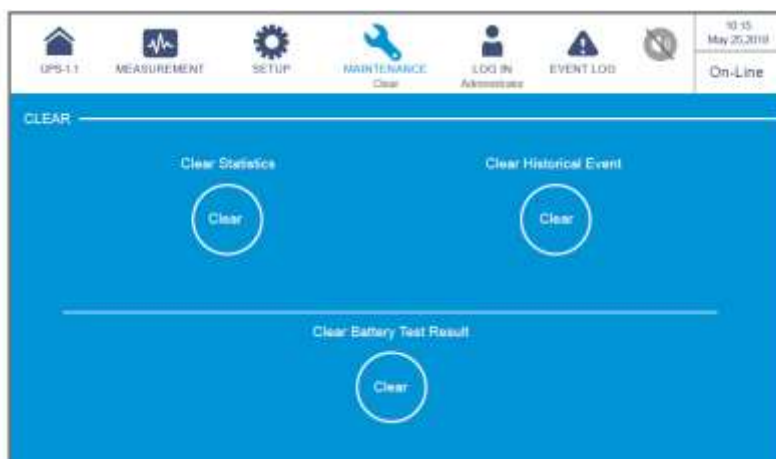 10:15
May 25,2018
UPS-1.1
MEASUREMENT
SETUP
MAINTENANCE
LOG IN
EVENT LOG
On-Line
Clear
Administrator
CLEAR
Clear Statistics
Clear Historical Event
Clear
Clear
Clear Battery Test Result
Clear